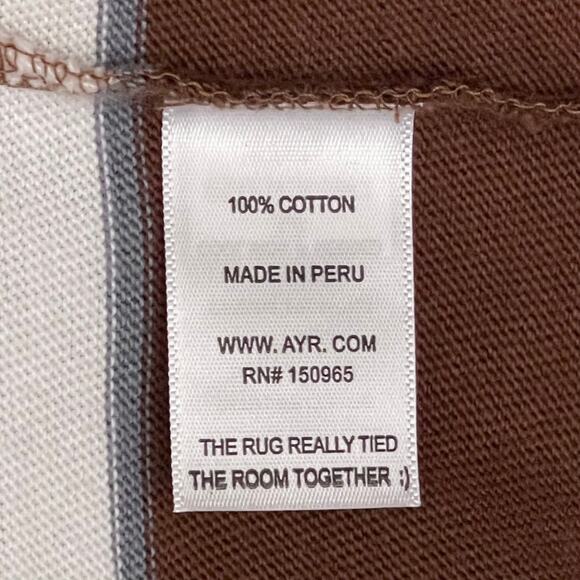 100% COTTON
MADE IN PERU
WWW. AYR. COM
RN# 150965
THE RUG REALLY TIED
THE ROOM TOGETHER :)